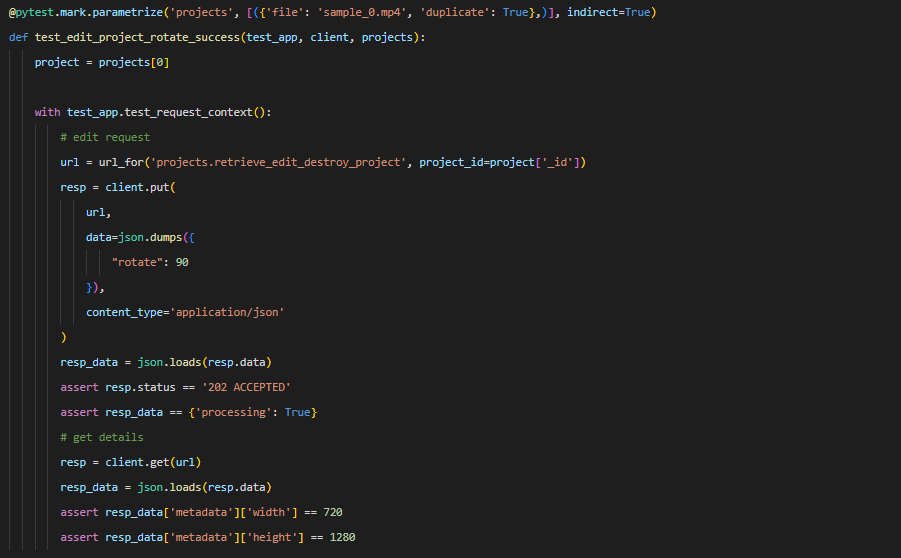 @pytest.mark.parametrize('projects', [({'file': 'sample_0.mp4', 'duplicate': True},)], indirect=True)
def test_edit_project_rotate_success(test_app, client, projects):
    project = projects[0]
    with test_app.test_request_context():
        # edit request
        url = url_for('projects.retrieve_edit_destroy_project', project_id=project['_id'])
        resp = client.put(
            url,
            data=json.dumps({
                "rotate": 90
            }),
            content_type='application/json'
        )
        resp_data = json.loads(resp.data)
        assert resp.status == '202 ACCEPTED'
        assert resp_data == {'processing': True}
        # get details
        resp = client.get(url)
        resp_data = json.loads(resp.data)
        assert resp_data['metadata']['width'] == 720
        assert resp_data['metadata']['height'] == 1280